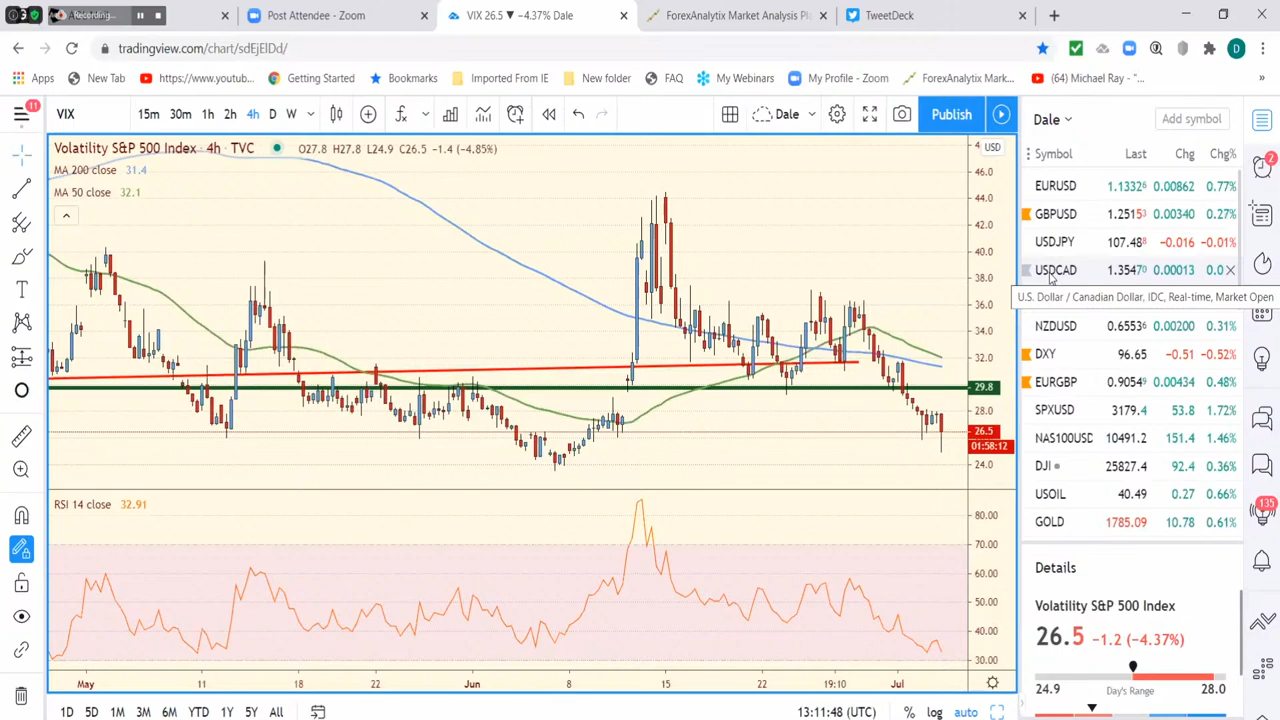 Recording...
Post Attendee - Zoom
VIX 26.5 ▼ −4.37% Dale
ForexAnalytix Market Analysis Pl
TweetDeck
tradingview.com/chart/sdEjElDd/
D
Apps
New Tab
https://www.youtub...
Getting Started
Bookmarks
Imported From IE
New folder
FAQ
My Webinars
My Profile - Zoom
ForexAnalytix Mark...
(64) Michael Ray - "...
»
11
VIX
15m 30m 1h 2h 4h D W
Dale
Publish
Dale
Add symbol
Volatility S&P 500 Index · 4h · TVC
O27.8 H27.8 L24.9 C26.5 −1.4 (−4.85%)
USD
MA 200 close 31.4
MA 50 close 32.1
46.0
44.0
42.0
40.0
38.0
36.0
34.0
32.0
29.8
28.0
26.5
01:58:12
24.0
RSI 14 close 32.91
80.00
70.00
60.00
50.00
40.00
30.00
May 11 18 22 Jun 8 15 22 19:10 Jul
1D 5D 1M 3M 6M YTD 1Y 5Y All
13:11:48 (UTC)
% log auto
Symbol Last Chg Chg%
EURUSD 1.13326 0.00862 0.77%
GBPUSD 1.25153 0.00340 0.27%
USDJPY 107.488 −0.016 −0.01%
USDCAD 1.35470 0.00013 0.0
U.S. Dollar / Canadian Dollar, IDC, Real-time, Market Open
NZDUSD 0.65536 0.00200 0.31%
DXY 96.65 −0.51 −0.52%
EURGBP 0.90549 0.00434 0.48%
SPXUSD 3179.4 53.8 1.72%
NAS100USD 10491.2 151.4 1.46%
DJI 25827.4 92.4 0.36%
USOIL 40.49 0.27 0.66%
GOLD 1785.09 10.78 0.61%
Details
Volatility S&P 500 Index
26.5 −1.2 (−4.37%)
24.9 Day's Range 28.0
2
135